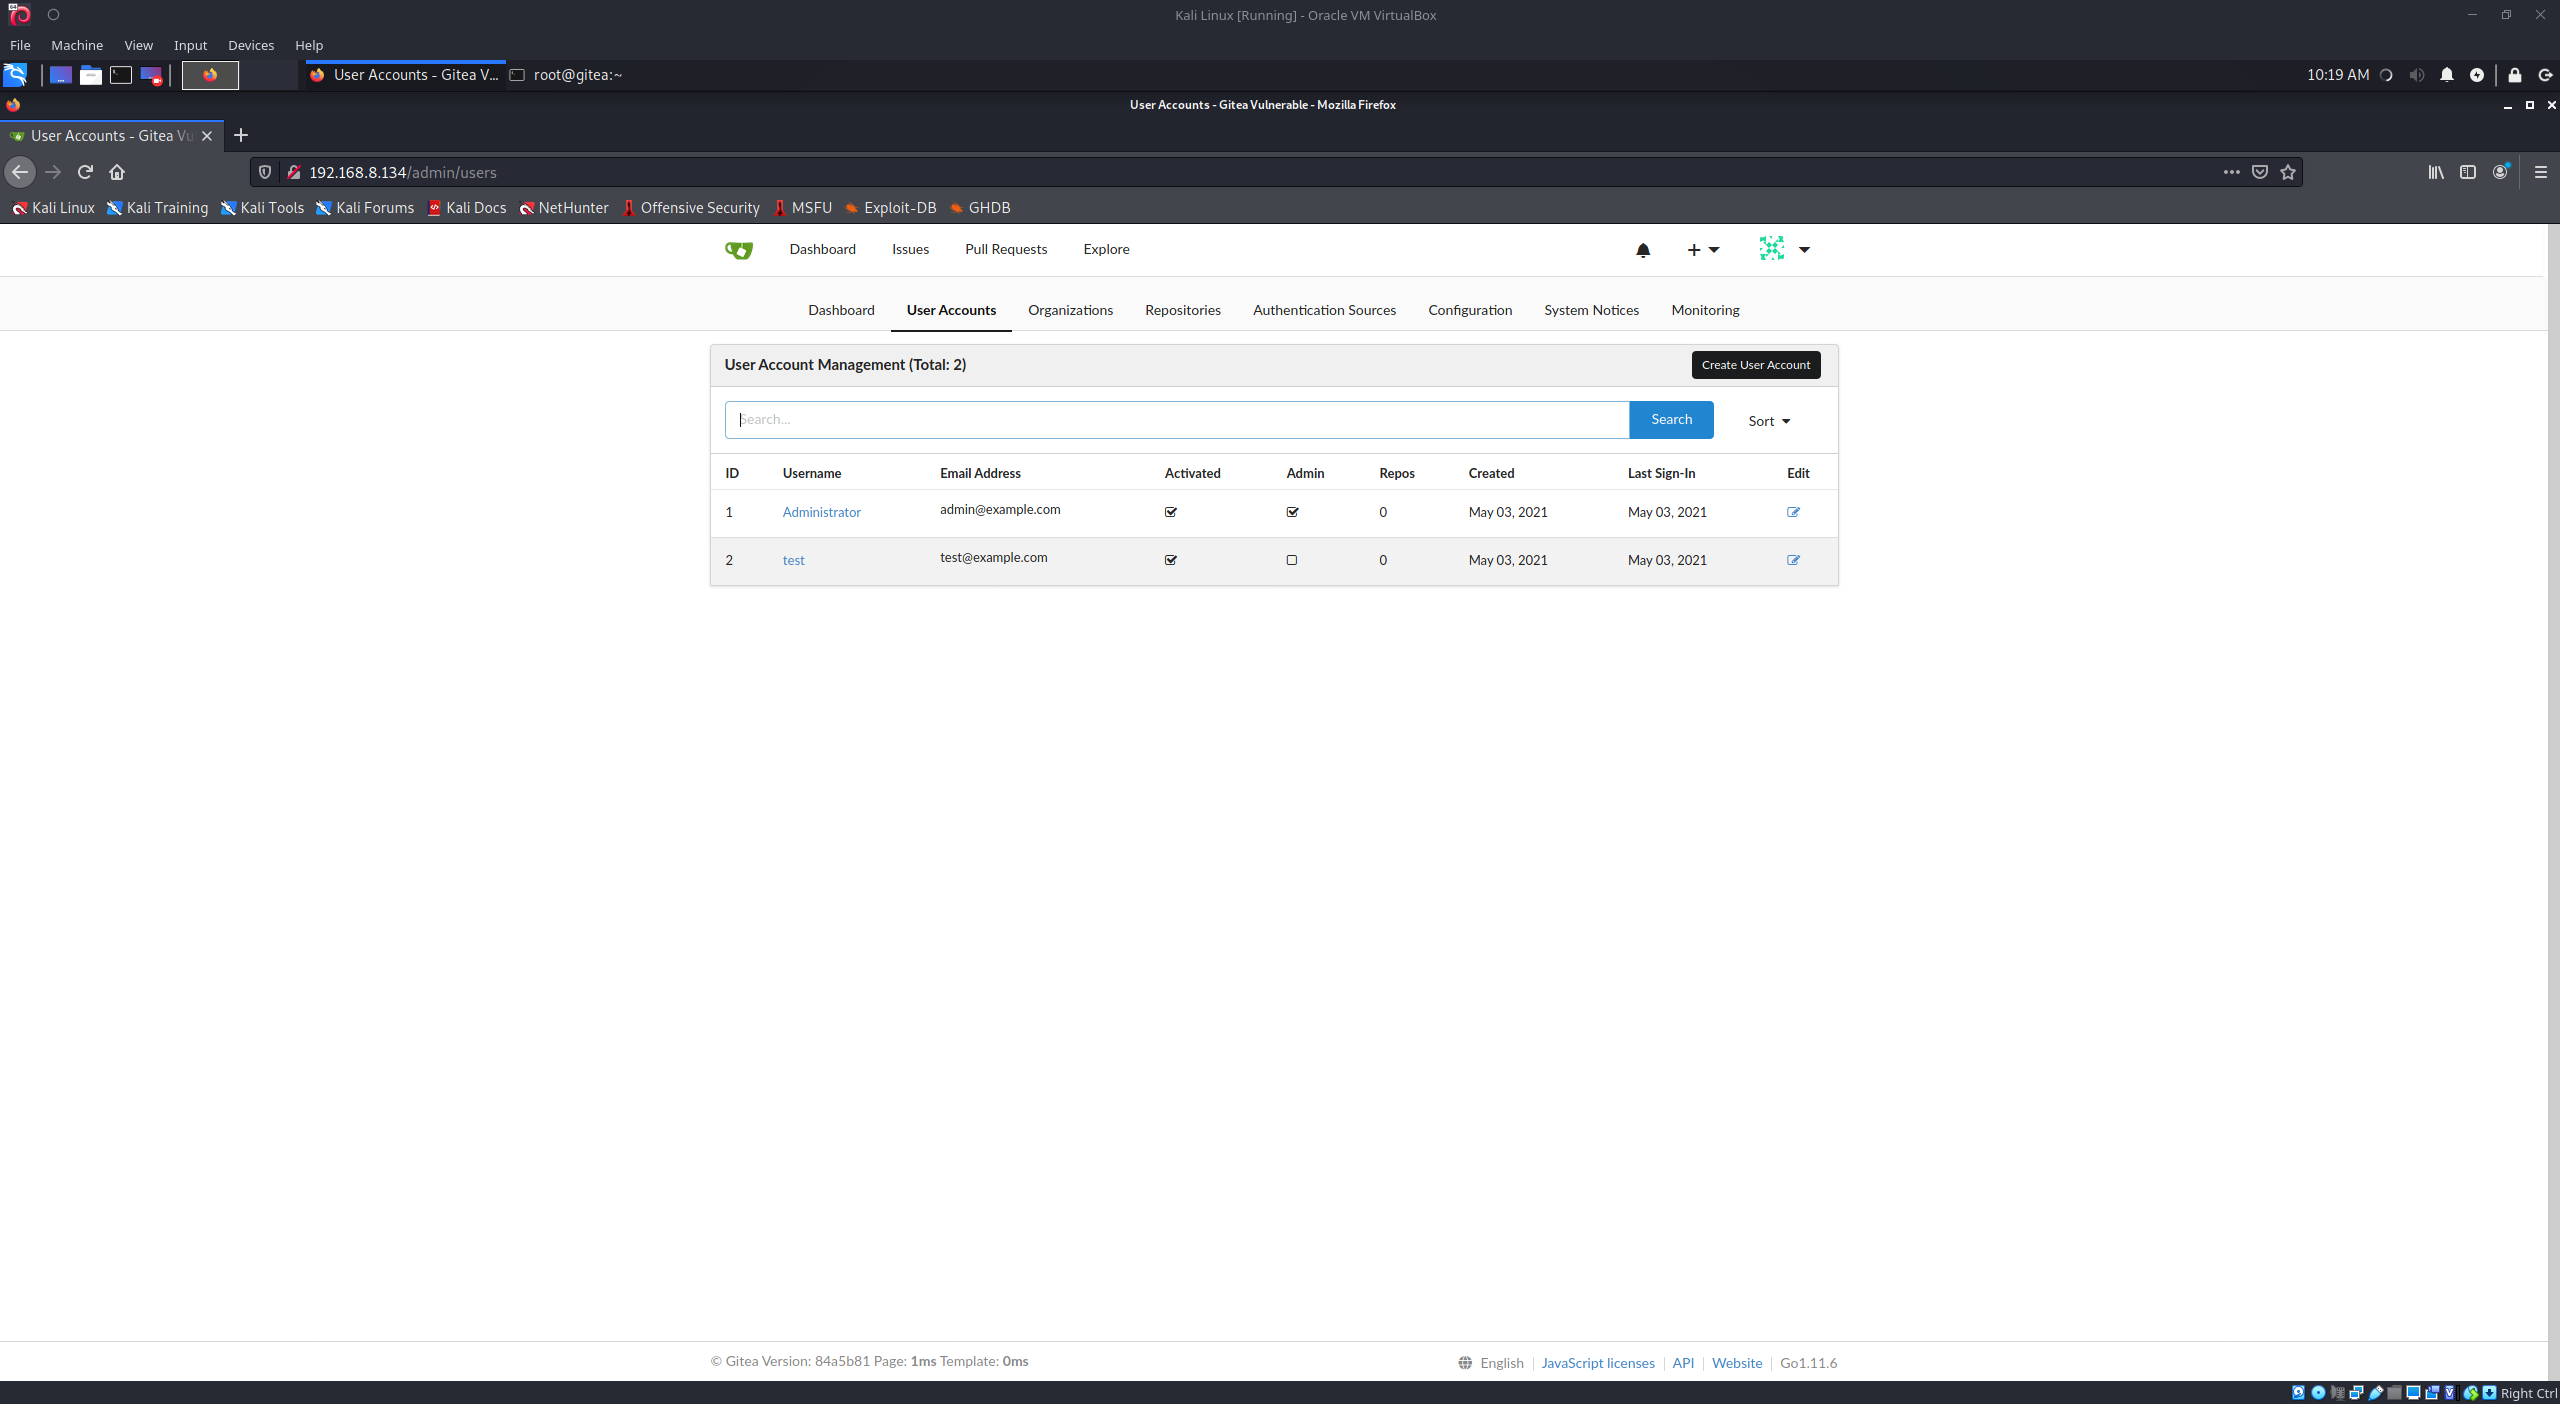 Kali Linux [Running] - Oracle VM VirtualBox
File Machine View Input Devices Help
User Accounts - Gitea V... root@gitea:~ 10:19 AM
User Accounts - Gitea Vulnerable - Mozilla Firefox
User Accounts - Gitea Vu
192.168.8.134/admin/users
Kali Linux Kali Training Kali Tools Kali Forums Kali Docs NetHunter Offensive Security MSFU Exploit-DB GHDB
Dashboard Issues Pull Requests Explore
Dashboard User Accounts Organizations Repositories Authentication Sources Configuration System Notices Monitoring
User Account Management (Total: 2) Create User Account
Search... Search Sort
ID Username Email Address Activated Admin Repos Created Last Sign-In Edit
1 Administrator admin@example.com 0 May 03, 2021 May 03, 2021
2 test test@example.com 0 May 03, 2021 May 03, 2021
© Gitea Version: 84a5b81 Page: 1ms Template: 0ms English JavaScript licenses API Website Go1.11.6
Right Ctrl